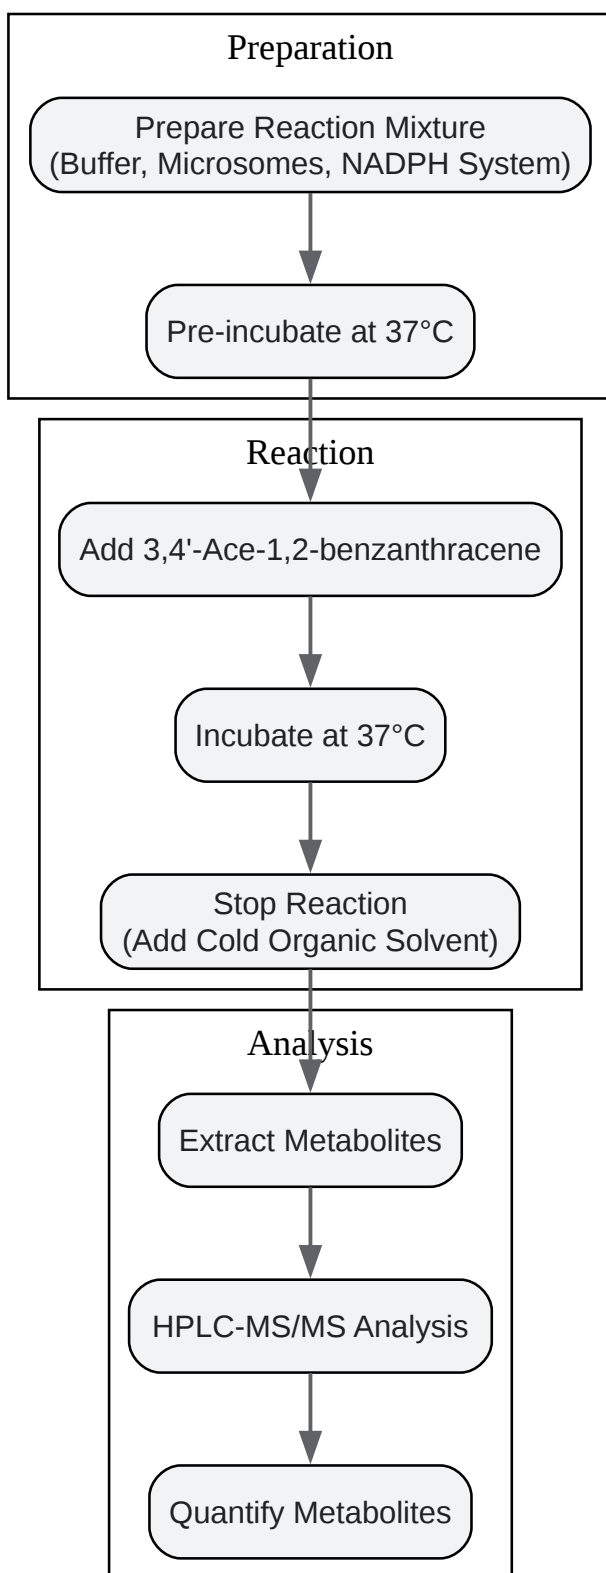 Preparation
Prepare Reaction Mixture
(Buffer, Microsomes, NADPH System)
Pre-incubate at 37°C
Reaction
Add 3,4'-Ace-1,2-benzanthracene
Incubate at 37°C
Stop Reaction
(Add Cold Organic Solvent)
Analysis
Extract Metabolites
HPLC-MS/MS Analysis
Quantify Metabolites